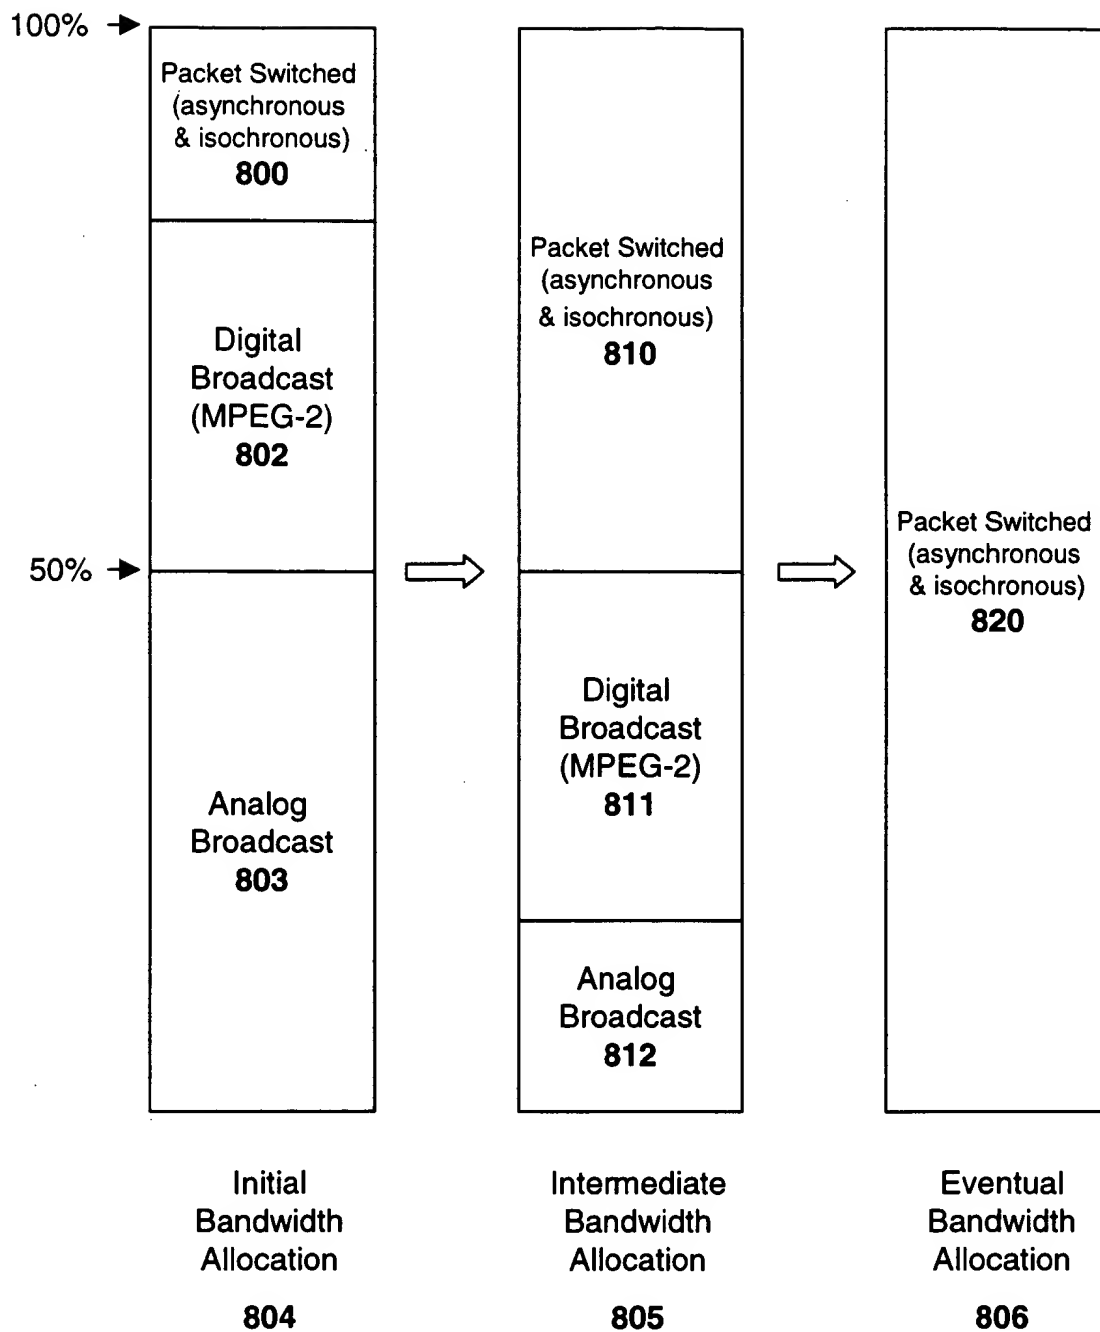 100%
Packet Switched
(asynchronous
& isochronous)
800
Digital
Broadcast
(MPEG-2)
802
50%
Analog
Broadcast
803
Initial
Bandwidth
Allocation
804
Packet Switched
(asynchronous
& isochronous)
810
Digital
Broadcast
(MPEG-2)
811
Analog
Broadcast
812
Intermediate
Bandwidth
Allocation
805
Packet Switched
(asynchronous
& isochronous)
820
Eventual
Bandwidth
Allocation
806